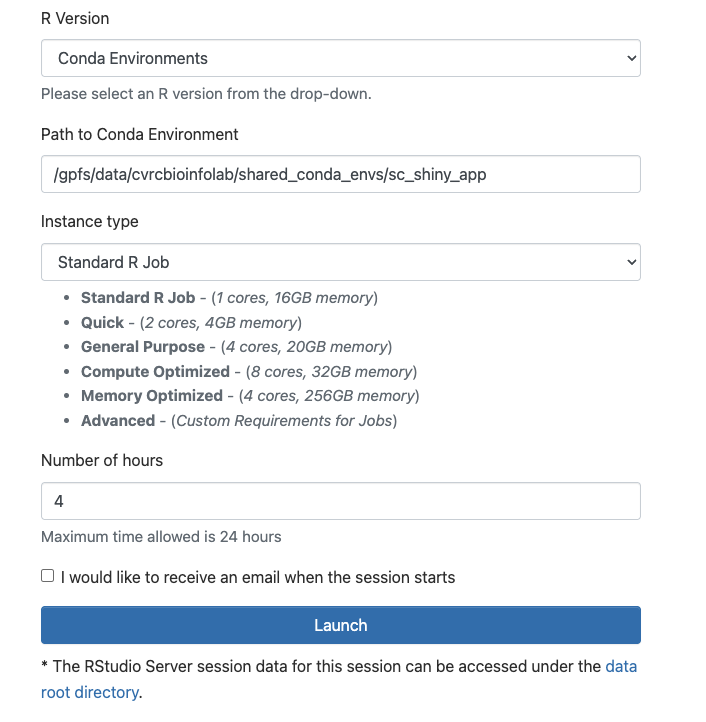 R Version
Conda Environments
Please select an R version from the drop-down.
Path to Conda Environment
/gpfs/data/cvrcbioinfolab/shared_conda_envs/sc_shiny_app
Instance type
Standard R Job
• Standard R Job - (1 cores, 16GB memory)
• Quick - (2 cores, 4GB memory)
• General Purpose - (4 cores, 20GB memory)
• Compute Optimized - (8 cores, 32GB memory)
• Memory Optimized - (4 cores, 256GB memory)
• Advanced - (Custom Requirements for Jobs)
Number of hours
4
Maximum time allowed is 24 hours
I would like to receive an email when the session starts
Launch
* The RStudio Server session data for this session can be accessed under the data
root directory.